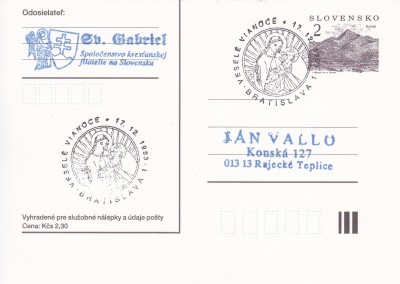 Odosielateľ:
Sv. Gabriel
Spoločenstvo kresťanskej
filatelie na Slovensku
VESELÉ VIANOCE • 17. 12. 1993 • BRATISLAVA 1 •
Vyhradené pre služobné nálepky a údaje pošty
Cena: Kčs 2,30
SLOVENSKO
2
VESELÉ VIANOCE • 17. 12.
BRATISLAVA 1
JÁN VALLO
Konská 127
013 13 Rajecké Teplice